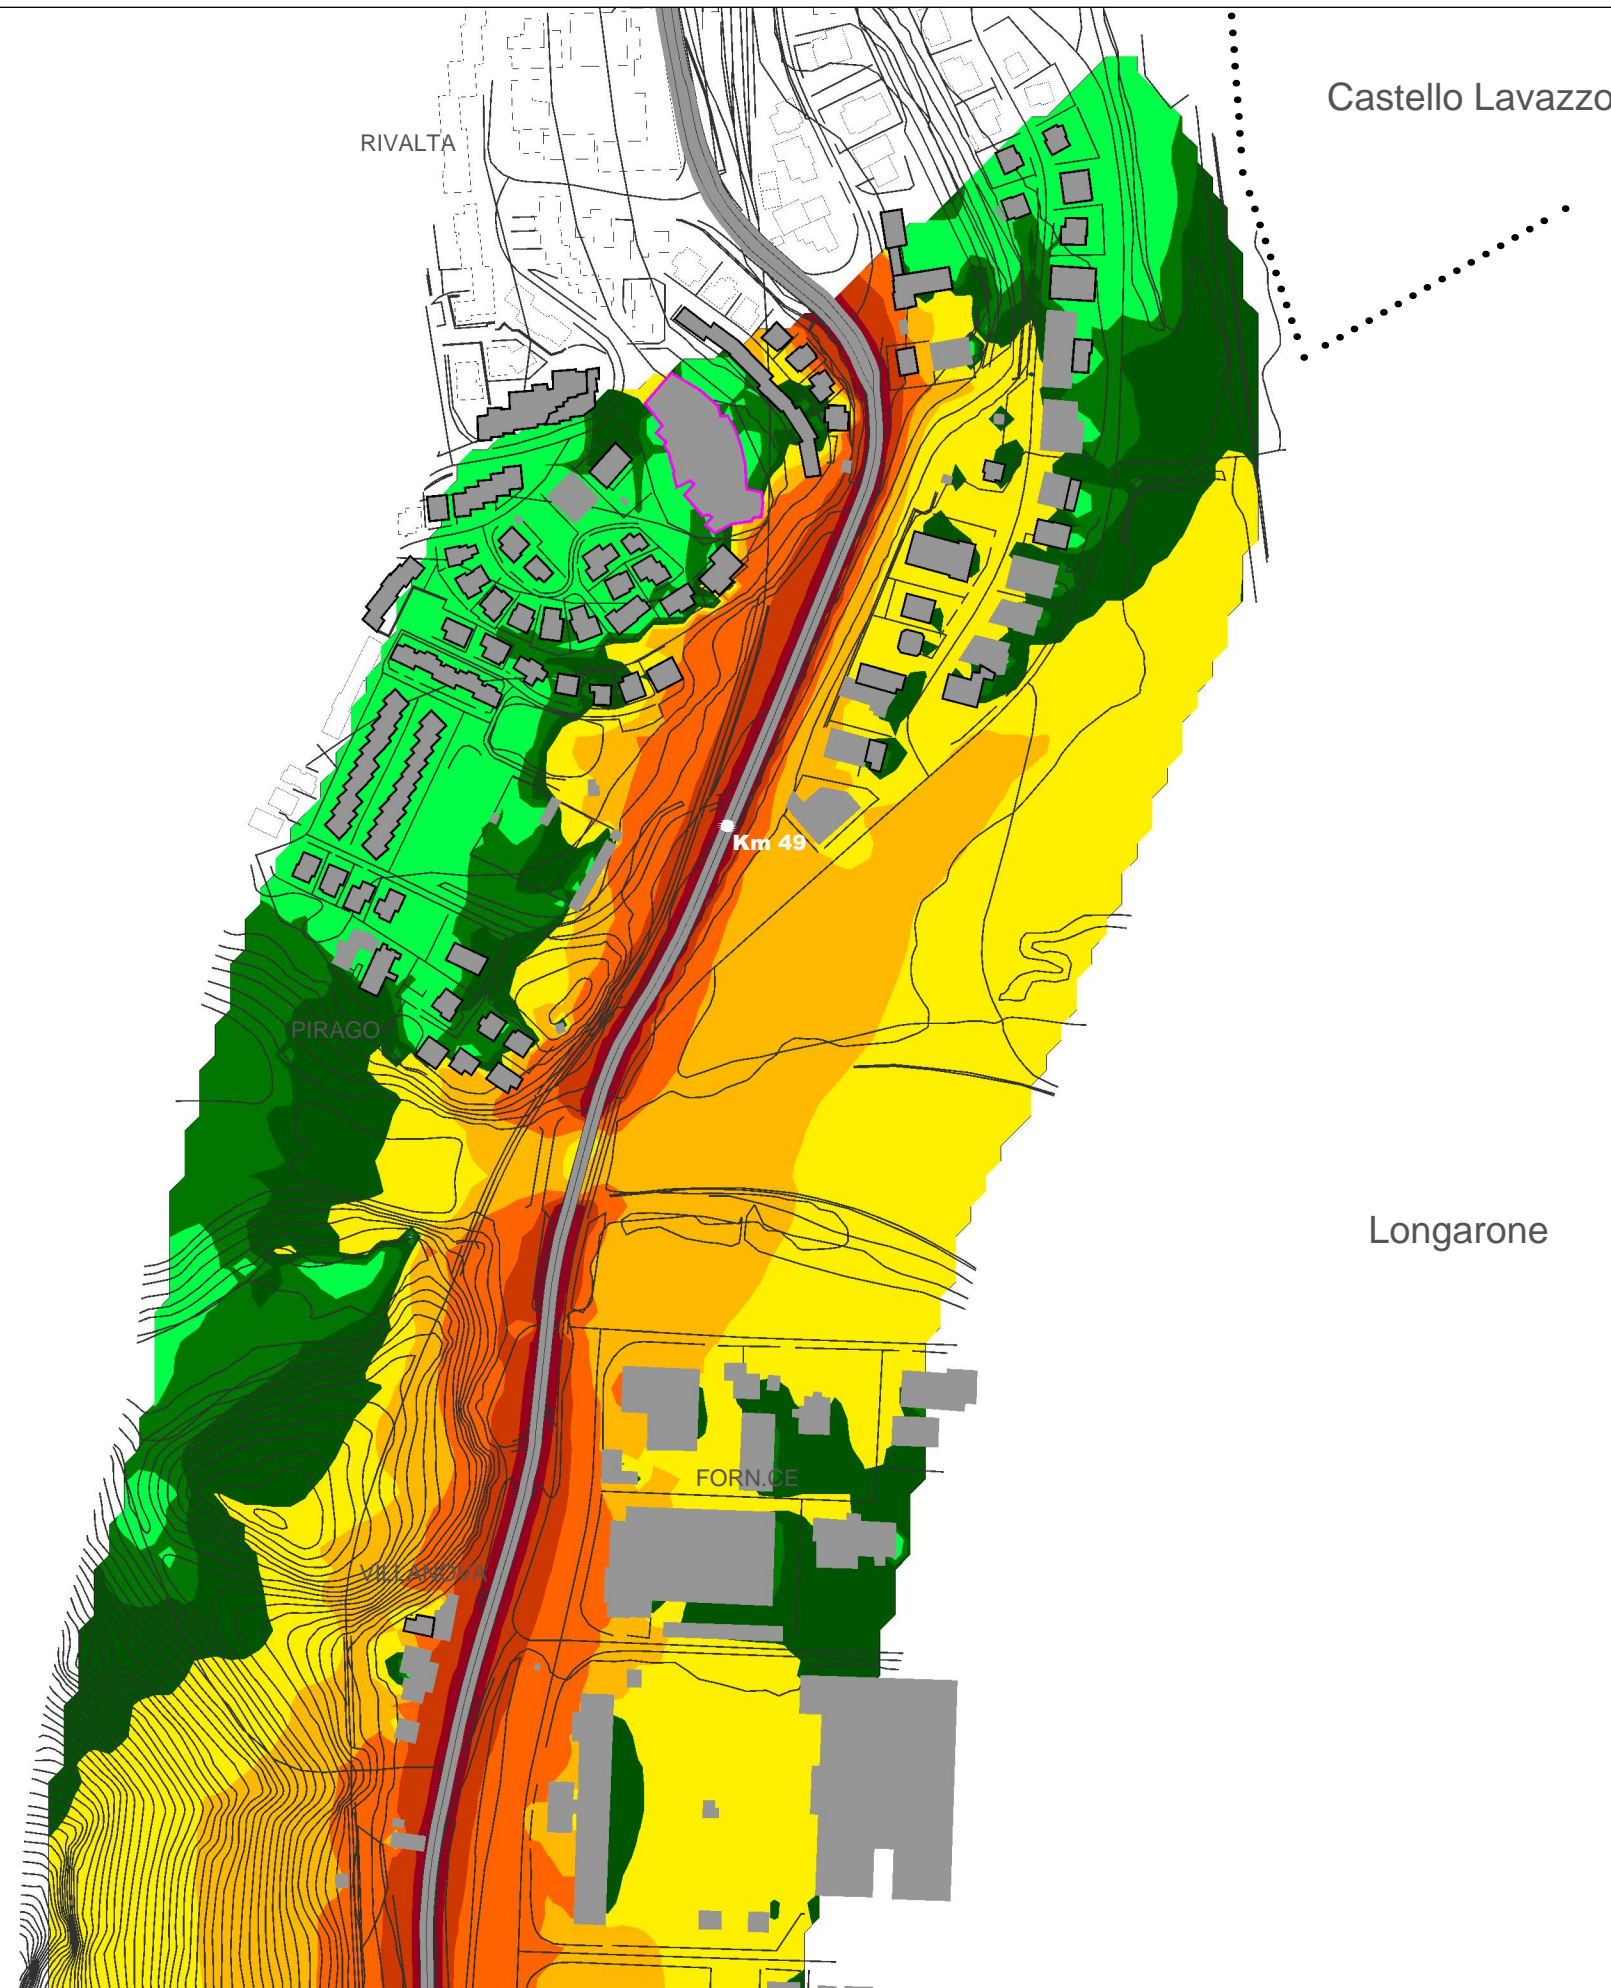 Castello Lavazzo
RIVALTA
Km 49
PIRAGO
Longarone
FORN.CE
VILLANOVA